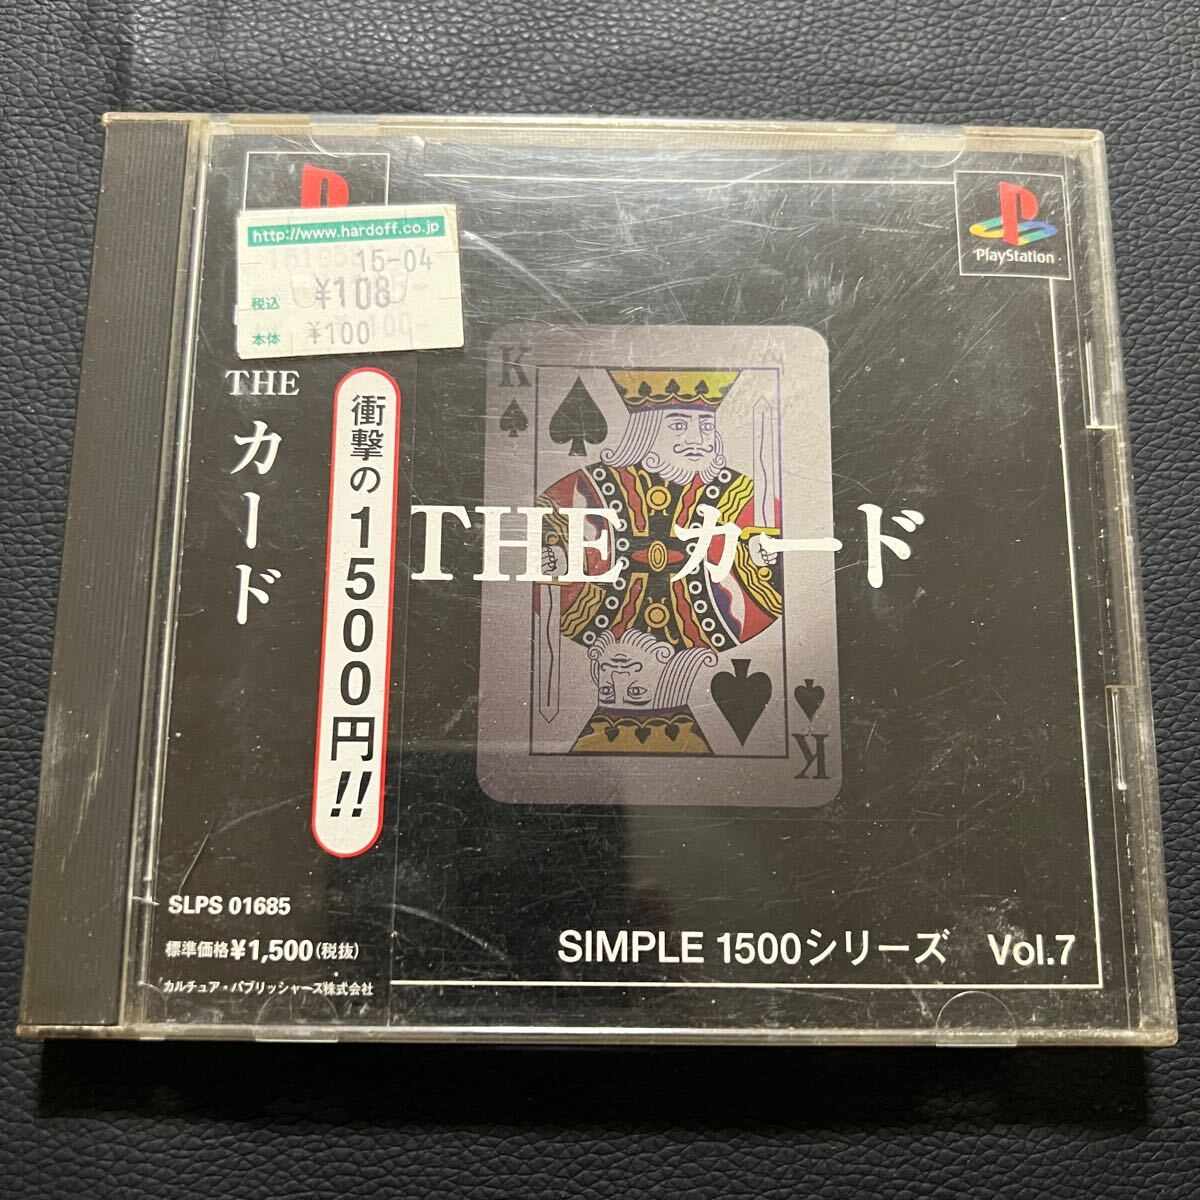 http://www.hardoff.co.jp
15-04
税込 ¥108
本体 ¥100
THE
カード
衝撃の1500円!!
SLPS 01685
標準価格¥1,500(税抜)
カルチュア・パブリッシャーズ株式会社
PlayStation
K
THE カード
K
SIMPLE 1500シリーズ Vol.7